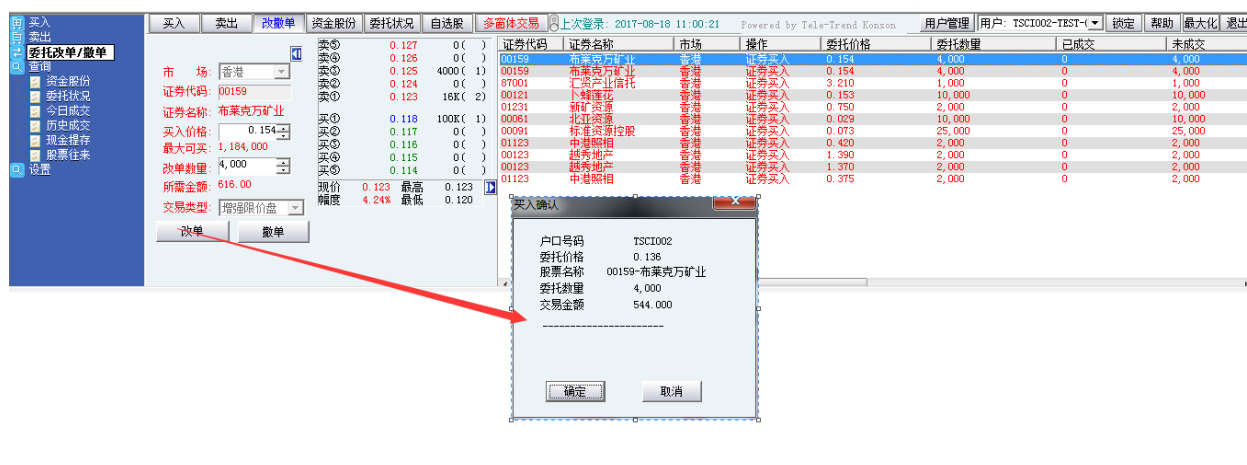 买入 卖出 改撤单 资金股份 委托状况 自选股 多窗体交易 上次登录: 2017-08-18 11:00:21 Powered by Tele-Trend Konson 用户管理 用户: TSCI002-TEST-( 锁定 帮助 最大化 退出
买入
卖出
委托改单/撤单
查询
资金股份
委托状况
今日成交
历史成交
现金提存
股票往来
设置
市 场: 香港
证券代码: 00159
证券名称: 布莱克万矿业
买入价格: 0.154
最大可买: 1,184,000
改单数量: 4,000
所需金额: 616.00
交易类型: 增强限价盘
改单 撤单
卖⑤ 0.127 0( )
卖④ 0.126 0( )
卖③ 0.125 4000( 1)
卖② 0.124 0( )
卖① 0.123 16K( 2)
买① 0.118 100K( 1)
买② 0.117 0( )
买③ 0.116 0( )
买④ 0.115 0( )
买⑤ 0.114 0( )
现价 0.123 最高 0.123
幅度 4.24% 最低 0.120
证券代码 证券名称 市场 操作 委托价格 委托数量 已成交 未成交
00159 布莱克万矿业 香港 证券买入 0.154 4,000 0 4,000
00159 布莱克万矿业 香港 证券买入 0.154 4,000 0 4,000
87001 汇贤产业信托 香港 证券买入 3.210 1,000 0 1,000
00121 卜蜂莲花 香港 证券买入 0.153 10,000 0 10,000
01231 新矿资源 香港 证券买入 0.750 2,000 0 2,000
00061 北亚资源 香港 证券买入 0.029 10,000 0 10,000
00091 标准资源控股 香港 证券买入 0.073 25,000 0 25,000
01123 中港照相 香港 证券买入 0.420 2,000 0 2,000
00123 越秀地产 香港 证券买入 1.390 2,000 0 2,000
00123 越秀地产 香港 证券买入 1.370 2,000 0 2,000
01123 中港照相 香港 证券买入 0.375 2,000 0 2,000
买入确认
户口号码 TSCI002
委托价格 0.136
股票名称 00159-布莱克万矿业
委托数量 4,000
交易金额 544.000
----------------------
确定 取消